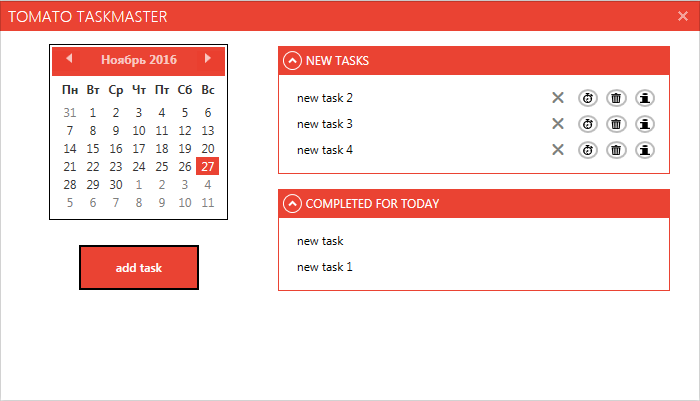 TOMATO TASKMASTER
Ноябрь 2016
Пн Вт Ср Чт Пт Сб Вс
31 1 2 3 4 5 6
7 8 9 10 11 12 13
14 15 16 17 18 19 20
21 22 23 24 25 26 27
28 29 30 1 2 3 4
5 6 7 8 9 10 11
add task
NEW TASKS
new task 2
new task 3
new task 4
COMPLETED FOR TODAY
new task
new task 1